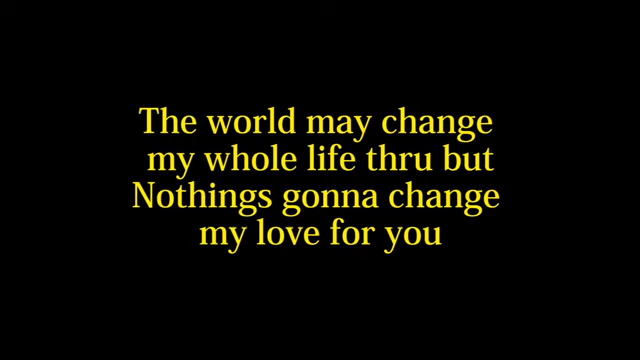 The world may change
my whole life thru but
Nothings gonna change
my love for you